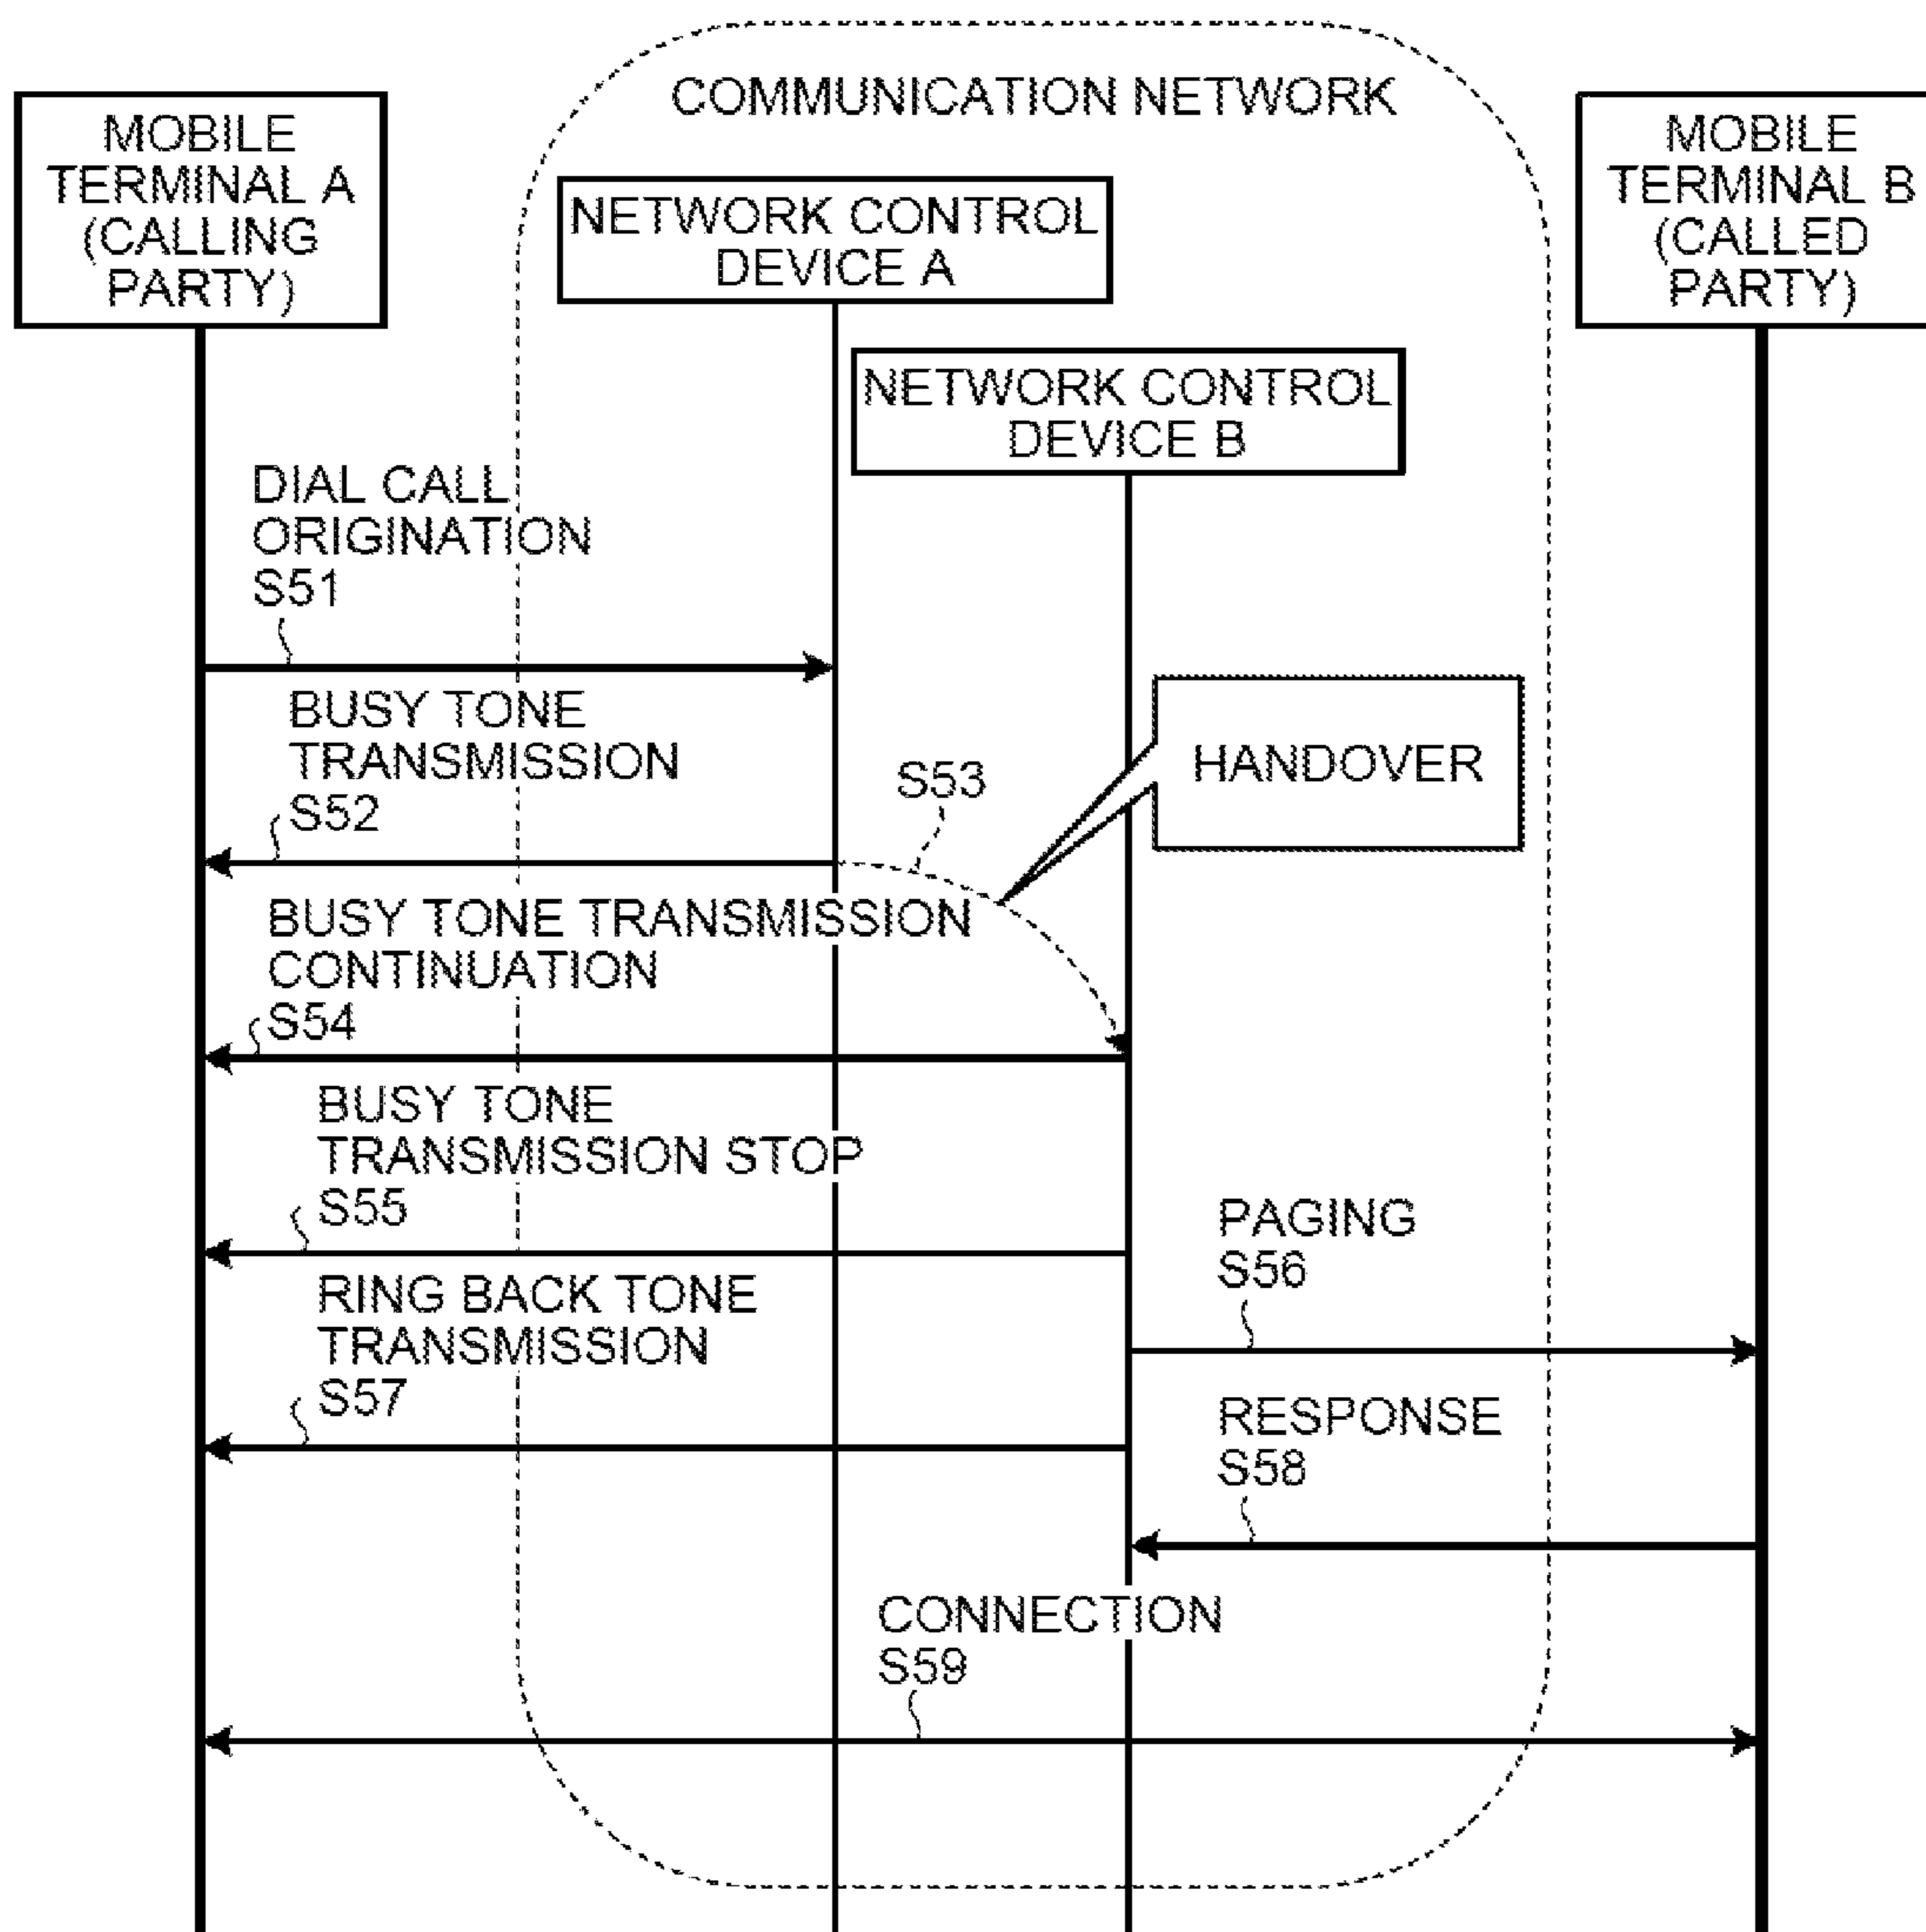 COMMUNICATION NETWORK
MOBILE
TERMINAL A
(CALLING
PARTY)
NETWORK CONTROL
DEVICE A
NETWORK CONTROL
DEVICE B
MOBILE
TERMINAL B
(CALLED
PARTY)
DIAL CALL
ORIGINATION
S51
BUSY TONE
TRANSMISSION
S52
S53
HANDOVER
BUSY TONE TRANSMISSION
CONTINUATION
S54
BUSY TONE
TRANSMISSION STOP
S55
PAGING
S56
RING BACK TONE
TRANSMISSION
S57
RESPONSE
S58
CONNECTION
S59